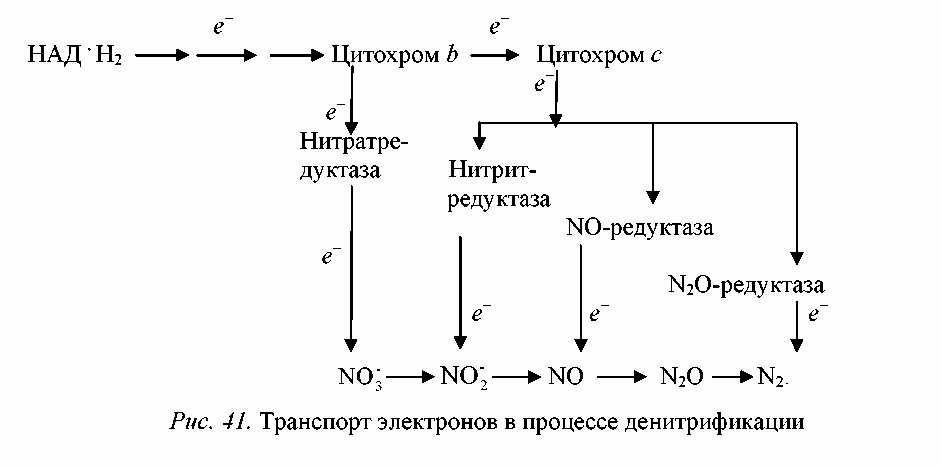 e⁻ e⁻
НАД·H₂ Цитохром b Цитохром c
e⁻ e⁻
Нитратре-
дуктаза
Нитрит-
редуктаза
NO-редуктаза
e⁻
N₂O-редуктаза
e⁻ e⁻ e⁻
NO₃⁻ NO₂⁻ NO N₂O N₂.
Рис. 41. Транспорт электронов в процессе денитрификации